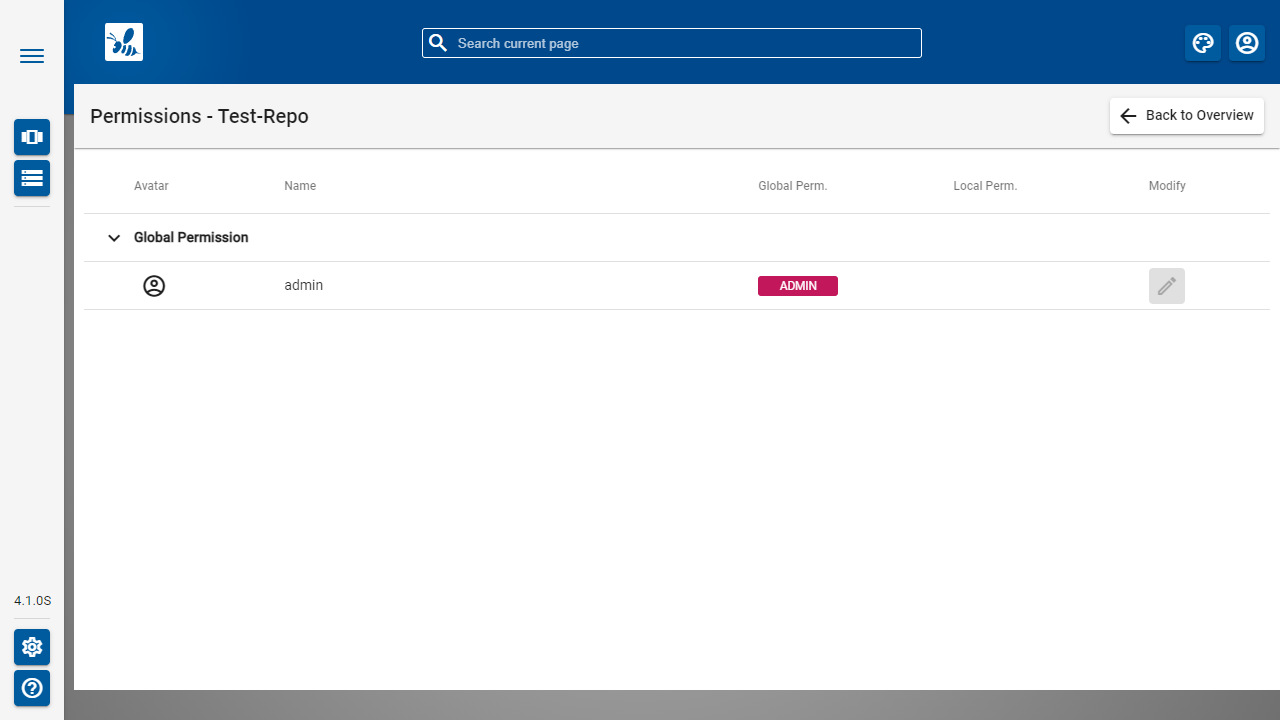 Search current page
Permissions - Test-Repo
Back to Overview
Avatar Name Global Perm. Local Perm. Modify
Global Permission
admin ADMIN
4.1.0S